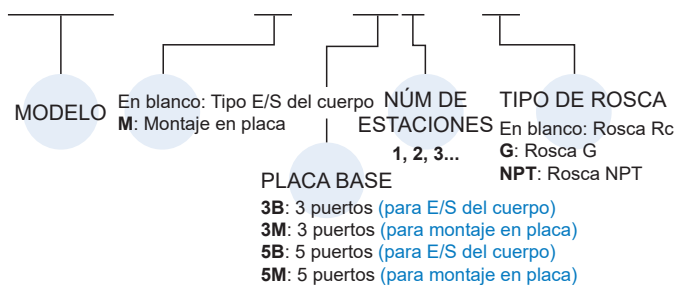 MODELO
En blanco: Tipo E/S del cuerpo
M: Montaje en placa
PLACA BASE
3B: 3 puertos (para E/S del cuerpo)
3M: 3 puertos (para montaje en placa)
5B: 5 puertos (para E/S del cuerpo)
5M: 5 puertos (para montaje en placa)
NÚM DE
ESTACIONES
1, 2, 3...
TIPO DE ROSCA
En blanco: Rosca Rc
G: Rosca G
NPT: Rosca NPT